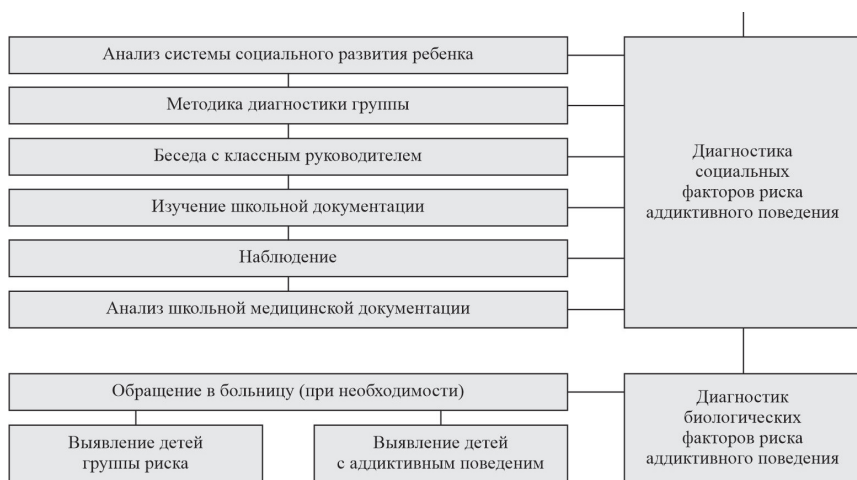 Анализ системы социального развития ребенка
Методика диагностики группы
Беседа с классным руководителем
Изучение школьной документации
Наблюдение
Анализ школьной медицинской документации
Диагностика
социальных
факторов риска
аддиктивного поведения
Обращение в больницу (при необходимости)
Выявление детей
группы риска
Выявление детей
с аддиктивным поведеним
Диагностик
биологических
факторов риска
аддиктивного поведения